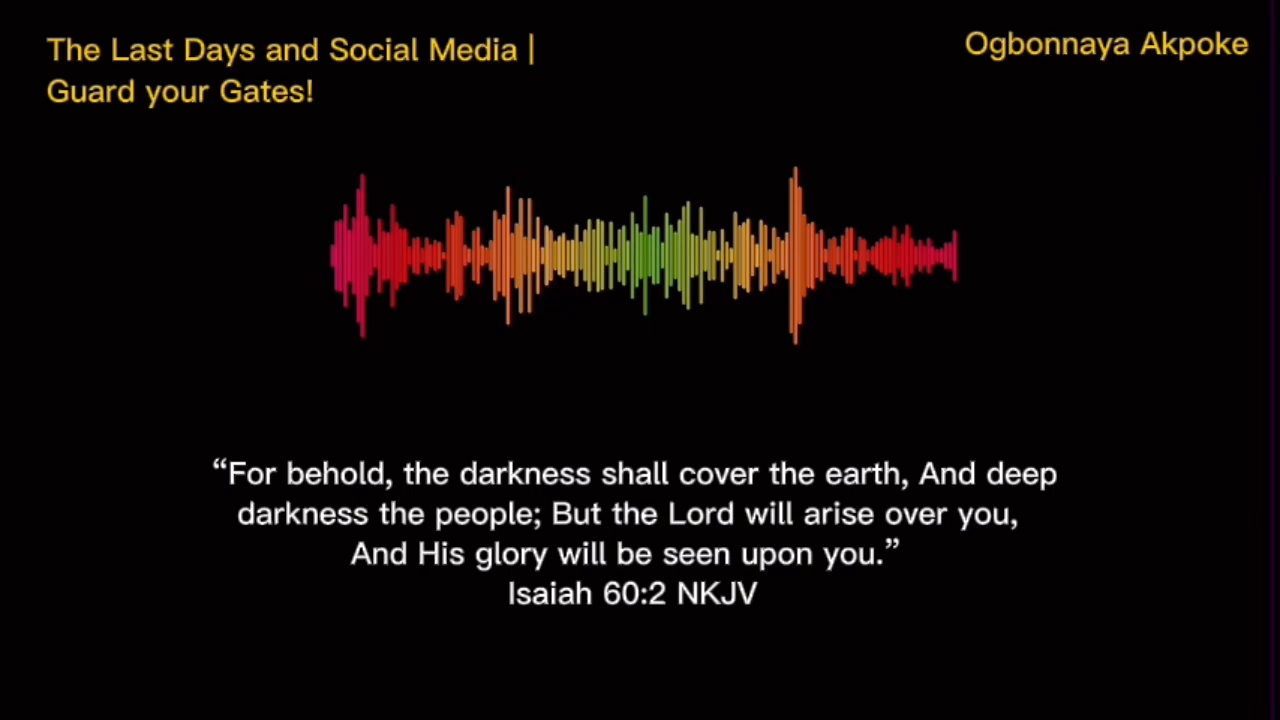 The Last Days and Social Media |
Guard your Gates!
Ogbonnaya Akpoke
“For behold, the darkness shall cover the earth, And deep
darkness the people; But the Lord will arise over you,
And His glory will be seen upon you.”
Isaiah 60:2 NKJV